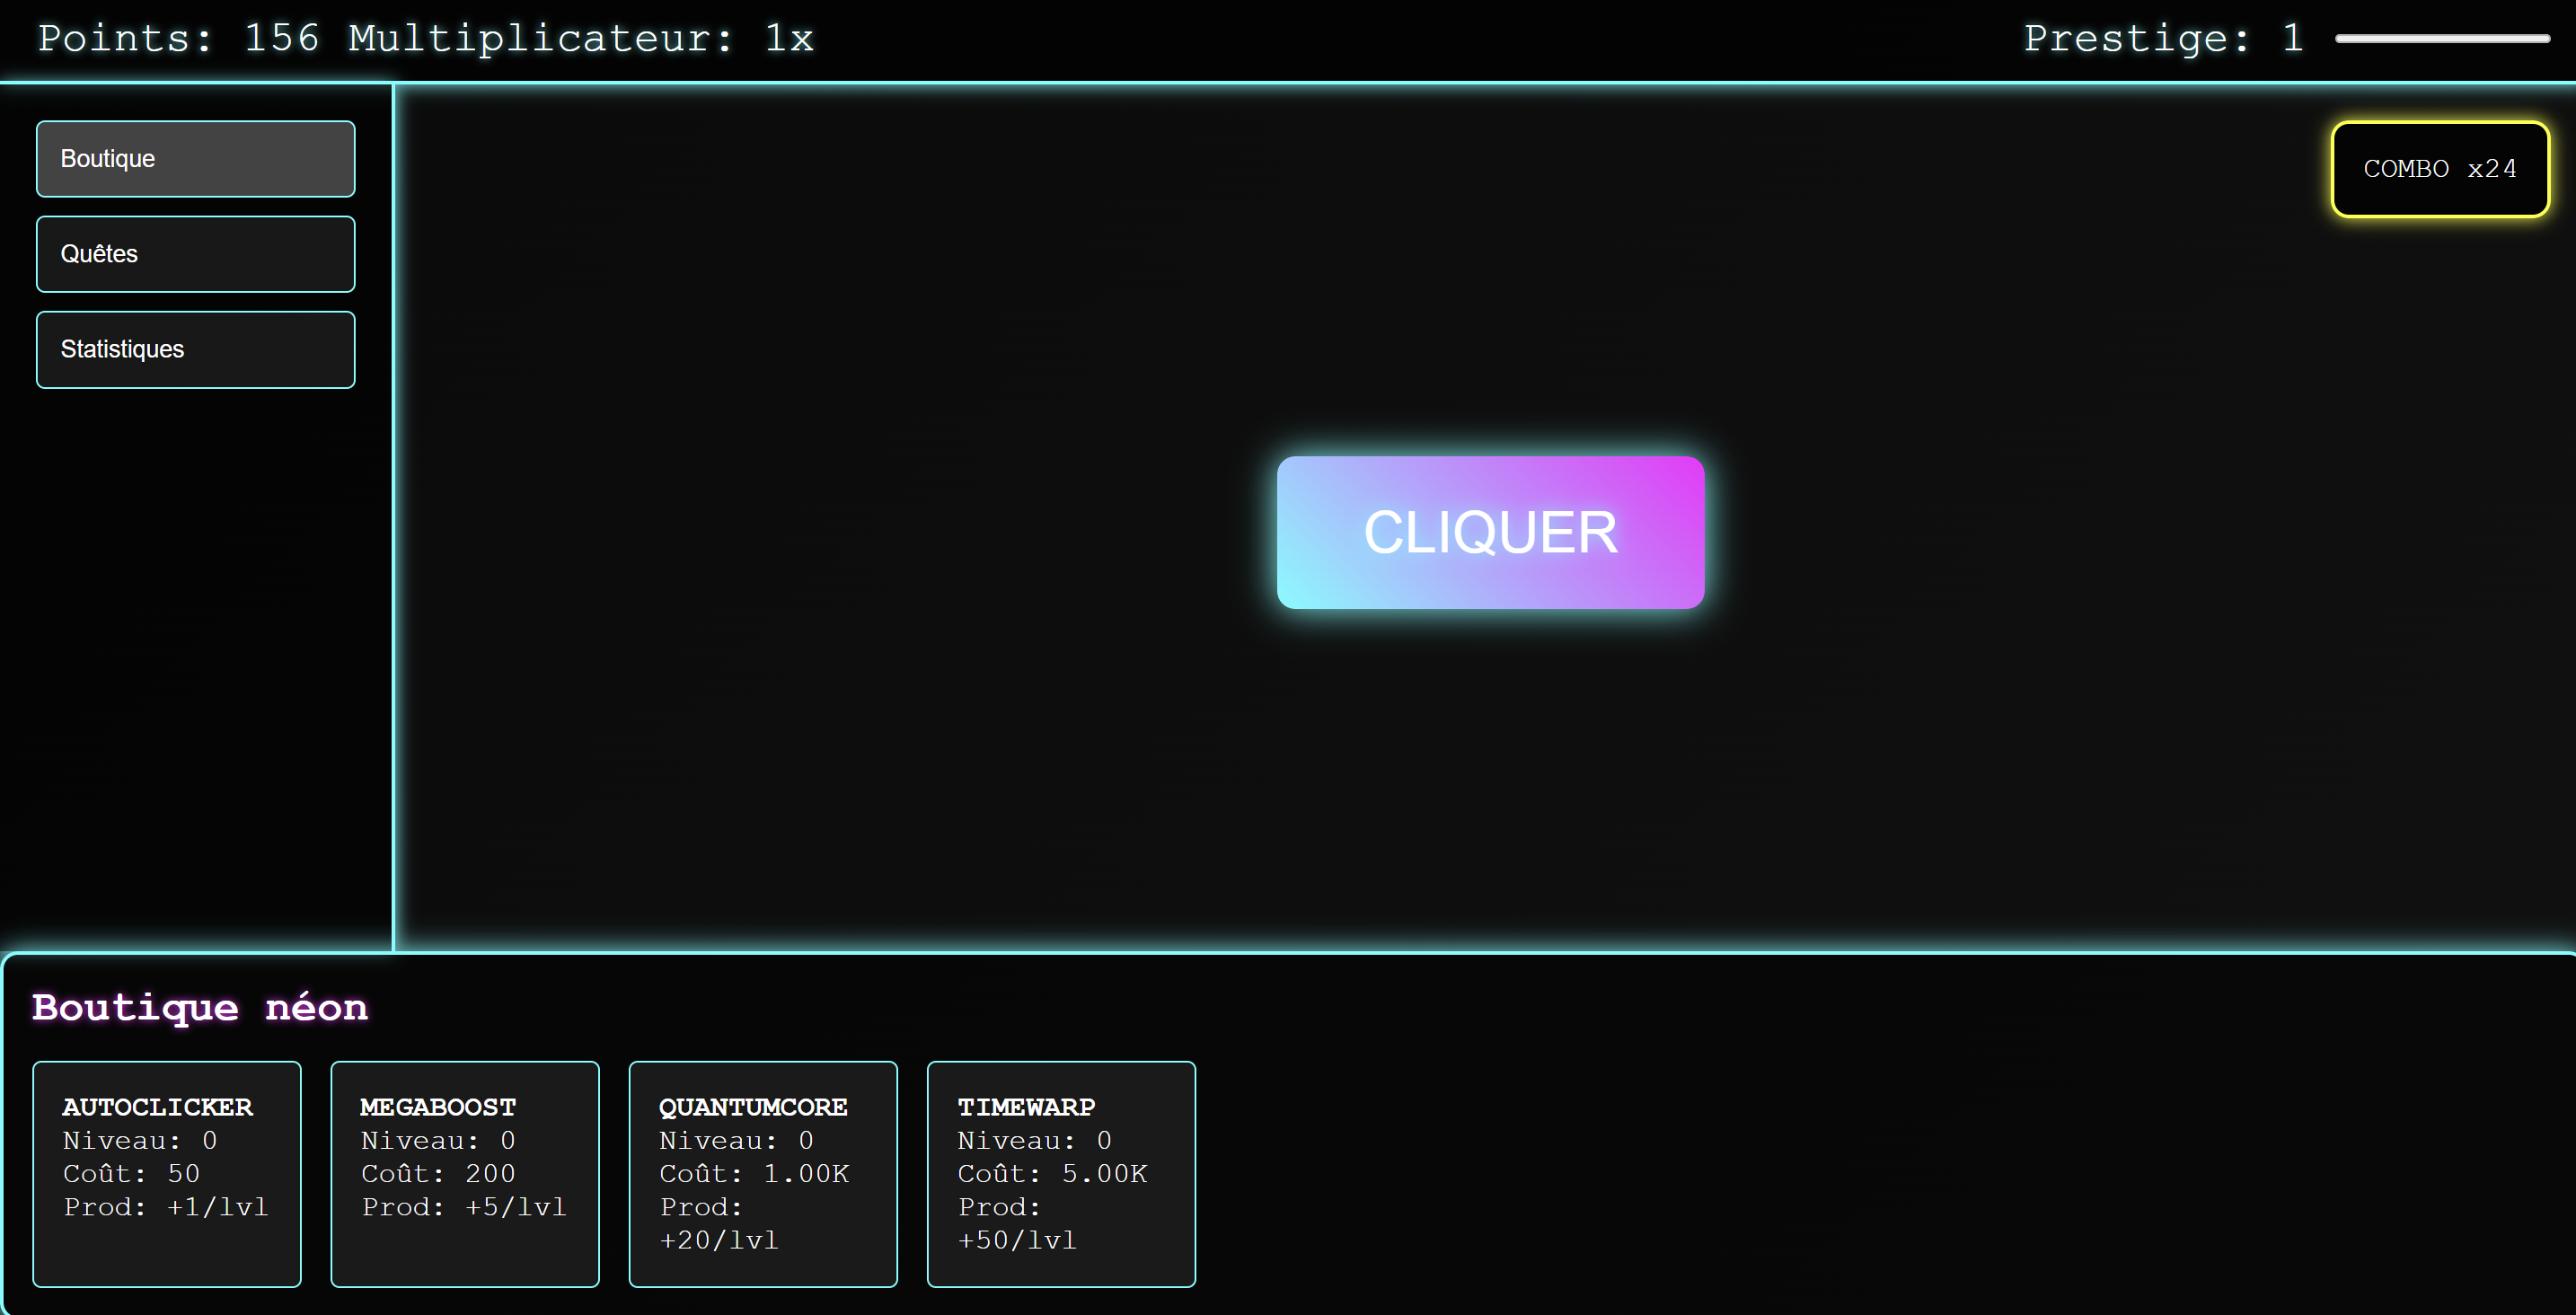 Points: 156 Multiplicateur: 1x
Prestige: 1
Boutique
Quêtes
Statistiques
COMBO x24
CLIQUER
Boutique néon
AUTOCLICKER
Niveau: 0
Coût: 50
Prod: +1/lvl
MEGABOOST
Niveau: 0
Coût: 200
Prod: +5/lvl
QUANTUMCORE
Niveau: 0
Coût: 1.00K
Prod:
+20/lvl
TIMEWARP
Niveau: 0
Coût: 5.00K
Prod:
+50/lvl